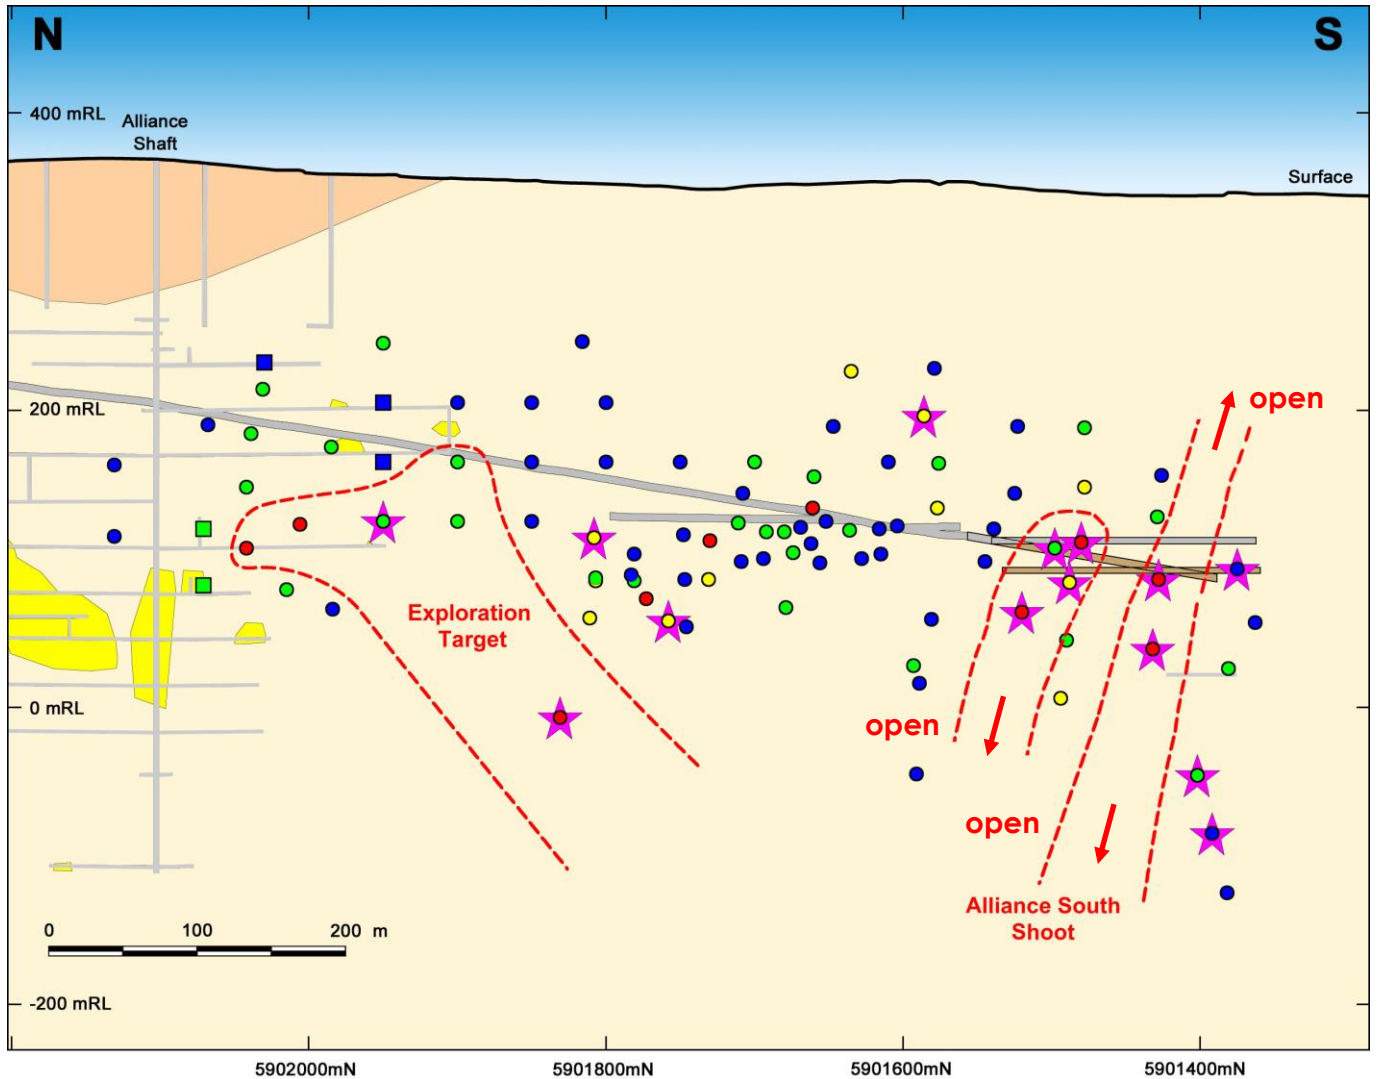 N
S
400 mRL
Alliance
Shaft
Surface
200 mRL
open
Exploration
Target
0 mRL
open
open
Alliance South
Shoot
0 100 200 m
-200 mRL
5902000mN 5901800mN 5901600mN 5901400mN